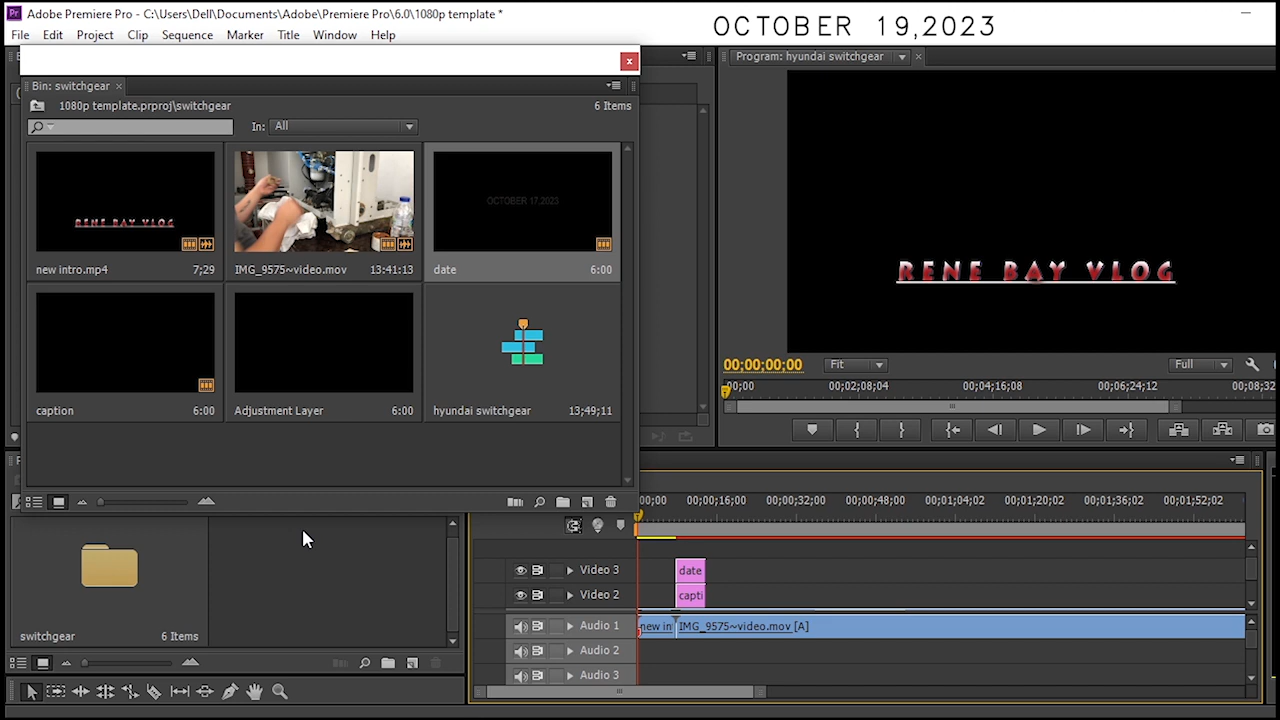 Adobe Premiere Pro - C:\Users\Dell\Documents\Adobe\Premiere Pro\6.0\1080p template *
OCTOBER 19,2023
File Edit Project Clip Sequence Marker Title Window Help
Program: hyundai switchgear
Bin: switchgear
1080p template.prproj\switchgear
6 Items
In: All
RENE BAY VLOG
new intro.mp4 7;29
IMG_9575~video.mov 13:41:13
OCTOBER 17,2023
date 6:00
caption 6:00
Adjustment Layer 6:00
hyundai switchgear 13;49;11
RENE BAY VLOG
00;00;00;00
Fit
Full
;00;00 00;02;08;04 00;04;16;08 00;06;24;12 00;08;32
;00;00 00;00;16;00 00;00;32;00 00;00;48;00 00;01;04;02 00;01;20;02 00;01;36;02 00;01;52;02
Video 3
date
Video 2
capti
Audio 1
new in
IMG_9575~video.mov [A]
Audio 2
Audio 3
switchgear 6 Items